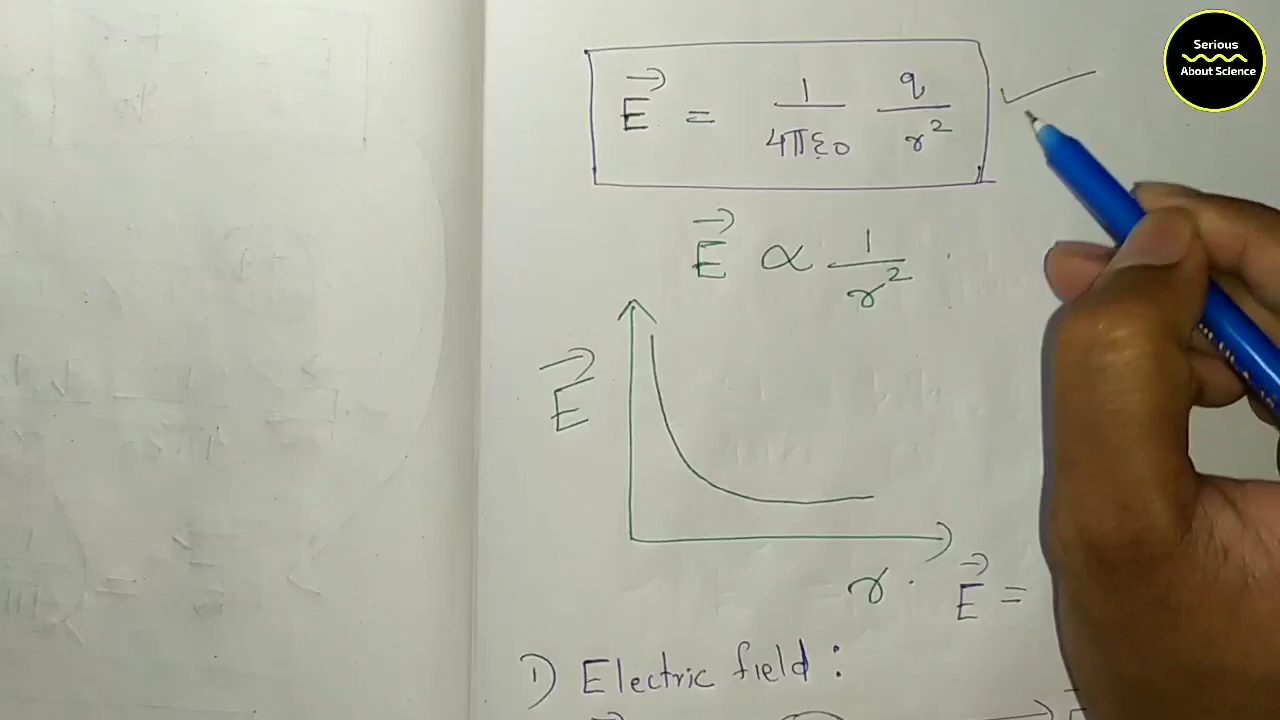 Serious
About Science
E⃗ = 1/4πε0 q/r²
E⃗ ∝ 1/r²
E⃗
r
E⃗ =
1) Electric field :